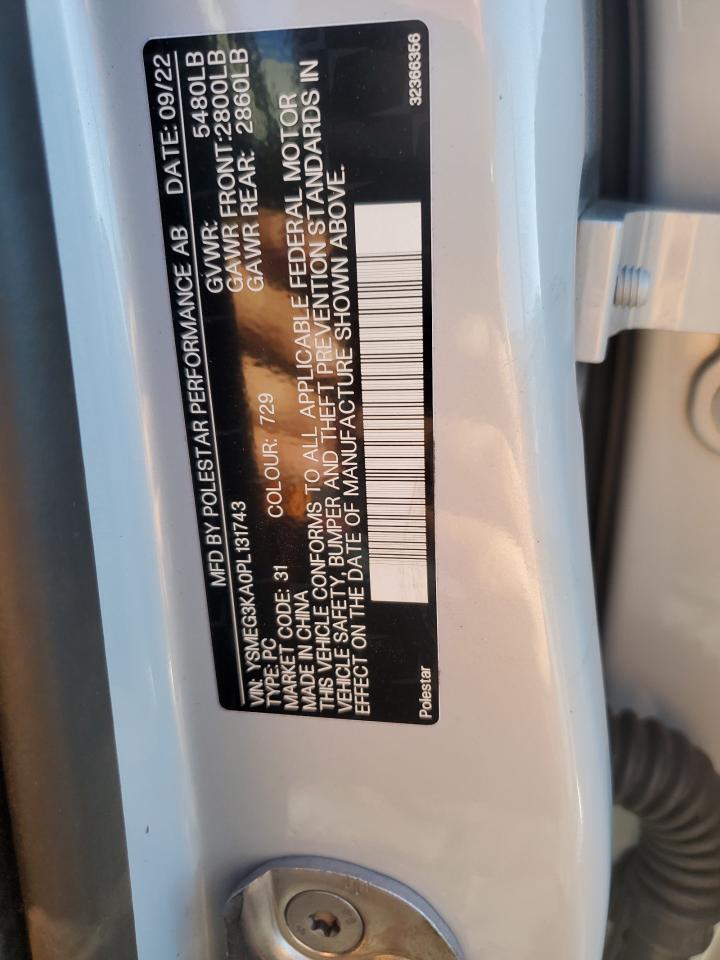 MFD BY POLESTAR PERFORMANCE AB DATE: 09/22
VIN: YSMEG3KA0PL131743 GVWR: 5480LB
TYPE: PC GAWR FRONT:2800LB
MARKET CODE: 31 COLOUR: 729 GAWR REAR: 2860LB
MADE IN CHINA
THIS VEHICLE CONFORMS TO ALL APPLICABLE FEDERAL MOTOR
VEHICLE SAFETY, BUMPER AND THEFT PREVENTION STANDARDS IN
EFFECT ON THE DATE OF MANUFACTURE SHOWN ABOVE.
Polestar 32366356